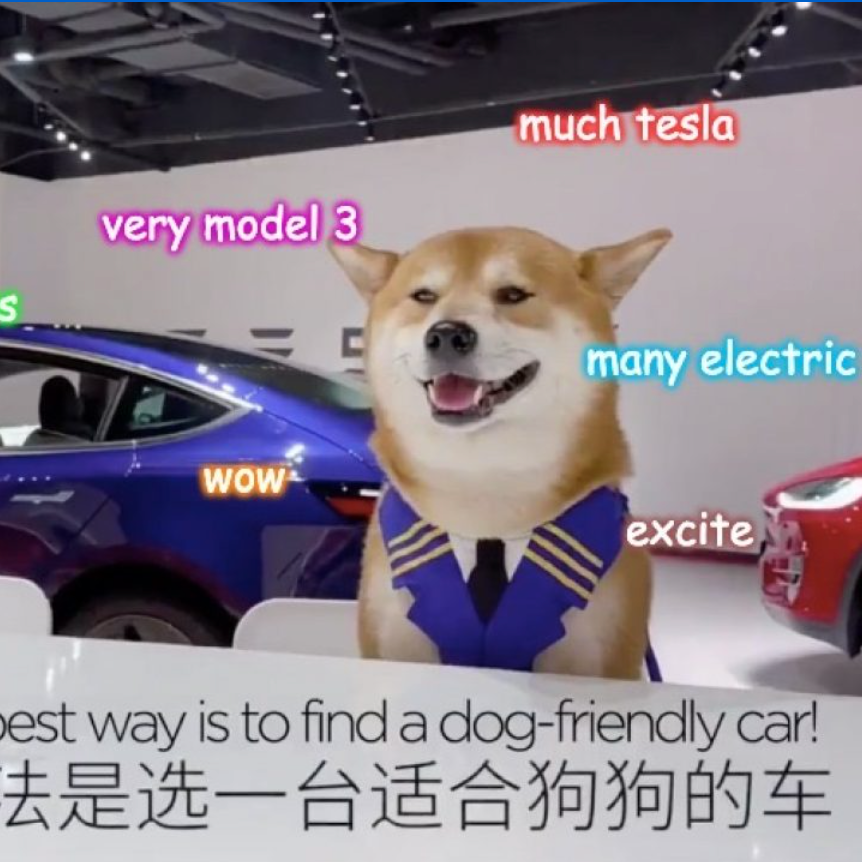 much tesla
very model 3
s
many electric
wow
excite
best way is to find a dog-friendly car!
法是选一台适合狗狗的车